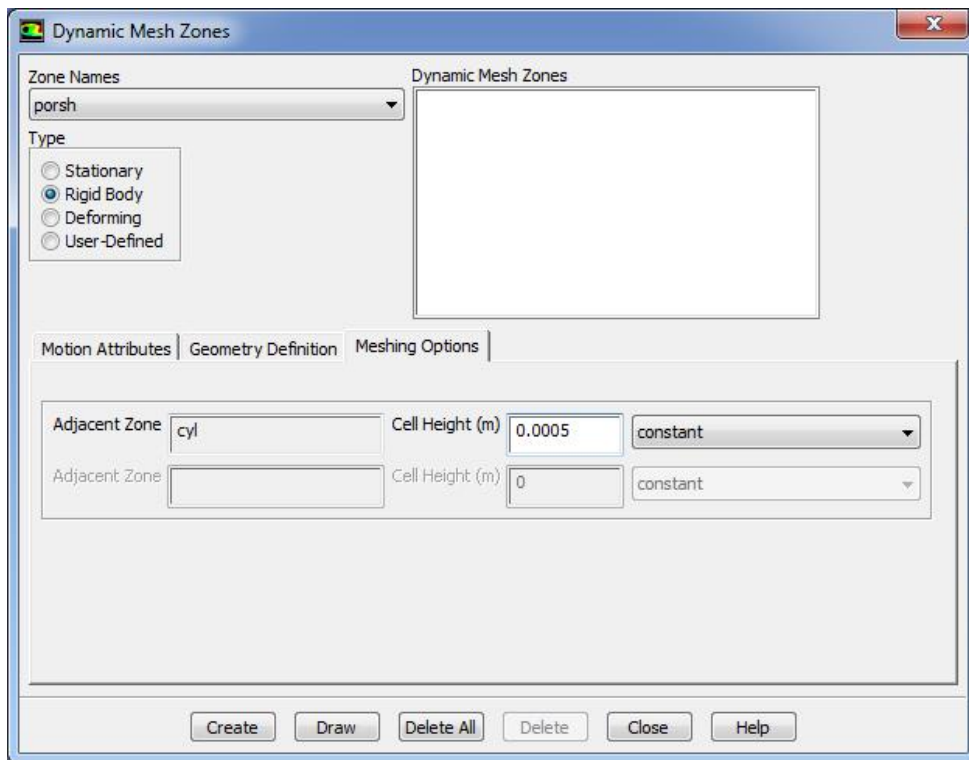 Dynamic Mesh Zones
Zone Names
porsh
Type
Stationary
Rigid Body
Deforming
User-Defined
Dynamic Mesh Zones
Motion Attributes Geometry Definition Meshing Options
Adjacent Zone cyl Cell Height (m) 0.0005 constant
Adjacent Zone Cell Height (m) 0 constant
Create Draw Delete All Delete Close Help